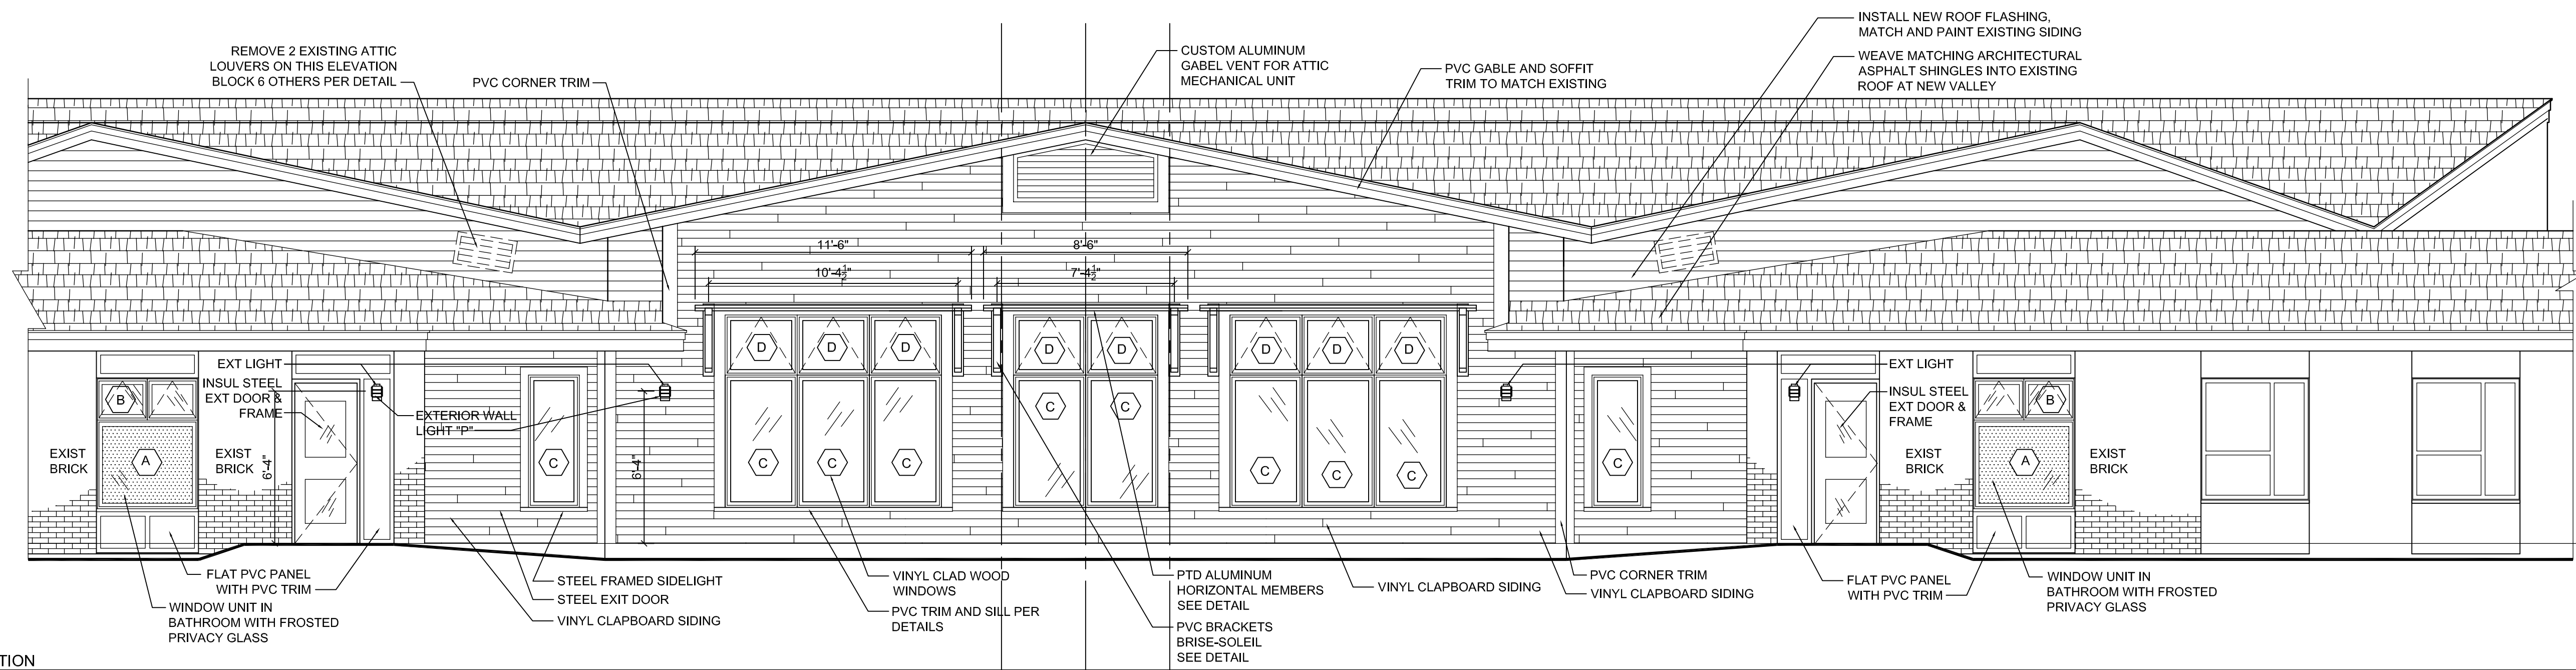 REMOVE 2 EXISTING ATTIC
LOUVERS ON THIS ELEVATION
BLOCK 6 OTHERS PER DETAIL
PVC CORNER TRIM
CUSTOM ALUMINUM
GABEL VENT FOR ATTIC
MECHANICAL UNIT
PVC GABLE AND SOFFIT
TRIM TO MATCH EXISTING
INSTALL NEW ROOF FLASHING,
MATCH AND PAINT EXISTING SIDING
WEAVE MATCHING ARCHITECTURAL
ASPHALT SHINGLES INTO EXISTING
ROOF AT NEW VALLEY
11'-6"
8'-6"
10'-4½"
7'-4½"
D
D
D
D
D
D
D
D
EXT LIGHT
INSUL STEEL
EXT DOOR &
FRAME
EXTERIOR WALL
LIGHT "P"
EXT LIGHT
INSUL STEEL
EXT DOOR &
FRAME
B
B
C
C
EXIST
BRICK
A
EXIST
BRICK
6'-4"
C
6'-4"
C
C
C
C
C
C
C
EXIST
BRICK
A
EXIST
BRICK
FLAT PVC PANEL
WITH PVC TRIM
WINDOW UNIT IN
BATHROOM WITH FROSTED
PRIVACY GLASS
STEEL FRAMED SIDELIGHT
STEEL EXIT DOOR
VINYL CLAPBOARD SIDING
VINYL CLAD WOOD
WINDOWS
PVC TRIM AND SILL PER
DETAILS
PTD ALUMINUM
HORIZONTAL MEMBERS
SEE DETAIL
PVC BRACKETS
BRISE-SOLEIL
SEE DETAIL
VINYL CLAPBOARD SIDING
PVC CORNER TRIM
VINYL CLAPBOARD SIDING
FLAT PVC PANEL
WITH PVC TRIM
WINDOW UNIT IN
BATHROOM WITH FROSTED
PRIVACY GLASS
TION